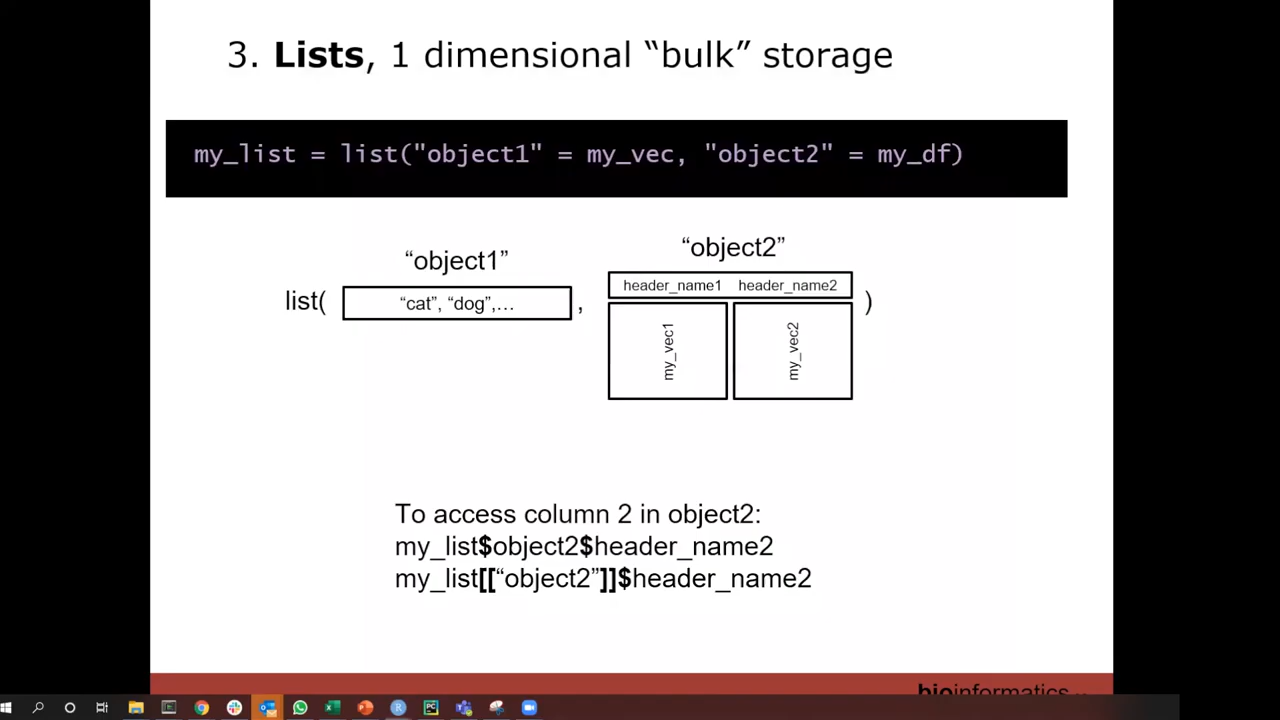 3. Lists, 1 dimensional “bulk” storage
my_list = list("object1" = my_vec, "object2" = my_df)
“object1”
“object2”
list( “cat”, “dog”,… , header_name1 header_name2 )
my_vec1
my_vec2
To access column 2 in object2:
my_list$object2$header_name2
my_list[[“object2”]]$header_name2
bioinformatics